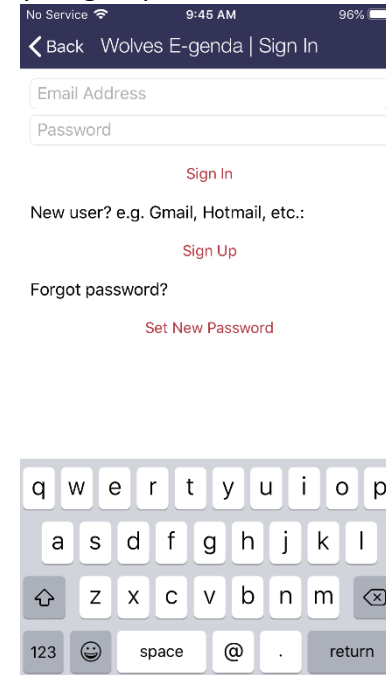 No Service 9:45 AM 96%
Back Wolves E-genda | Sign In
Email Address
Password
Sign In
New user? e.g. Gmail, Hotmail, etc.:
Sign Up
Forgot password?
Set New Password
q w e r t y u i o p
a s d f g h j k l
z x c v b n m
123 space @ . return